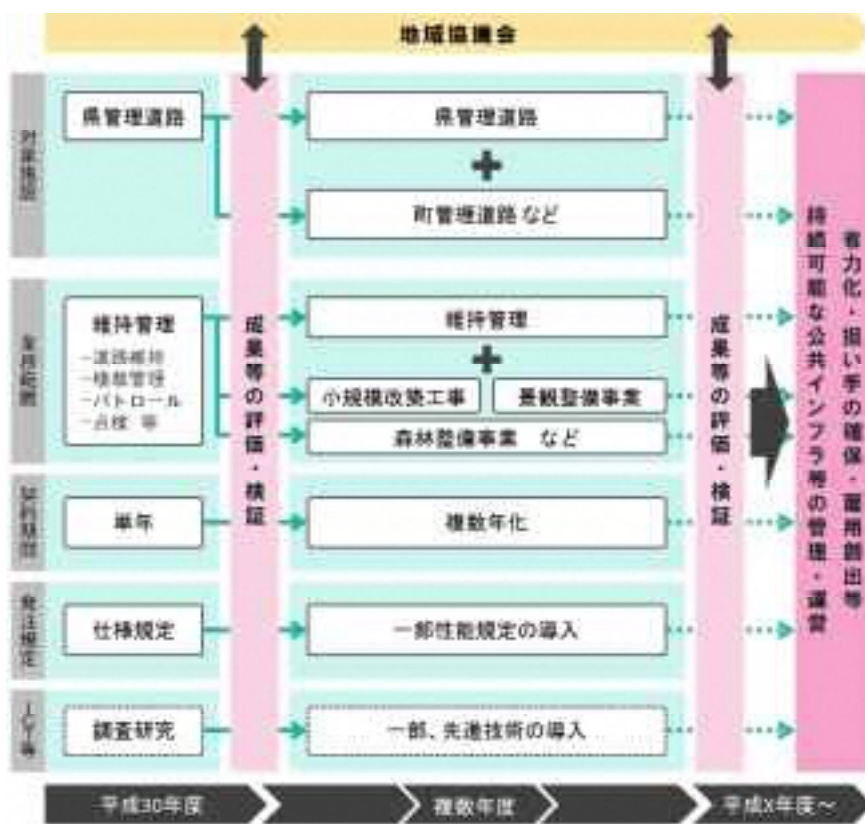 地域協議会
対象施設
県管理道路
県管理道路
+
町管理道路 など
業務範囲
維持管理
－道路維持
－植栽管理
－パトロール
－点検 等
維持管理
+
小規模改築工事
景観整備事業
森林整備事業 など
契約期間
単年
複数年化
発注規定
仕様規定
一部性能規定の導入
ICT等
調査研究
一部、先進技術の導入
成果等の評価・検証
成果等の評価・検証
省力化・担い手の確保・雇用創出等
持続可能な公共インフラ等の管理・運営
平成30年度
複数年度
平成X年度～